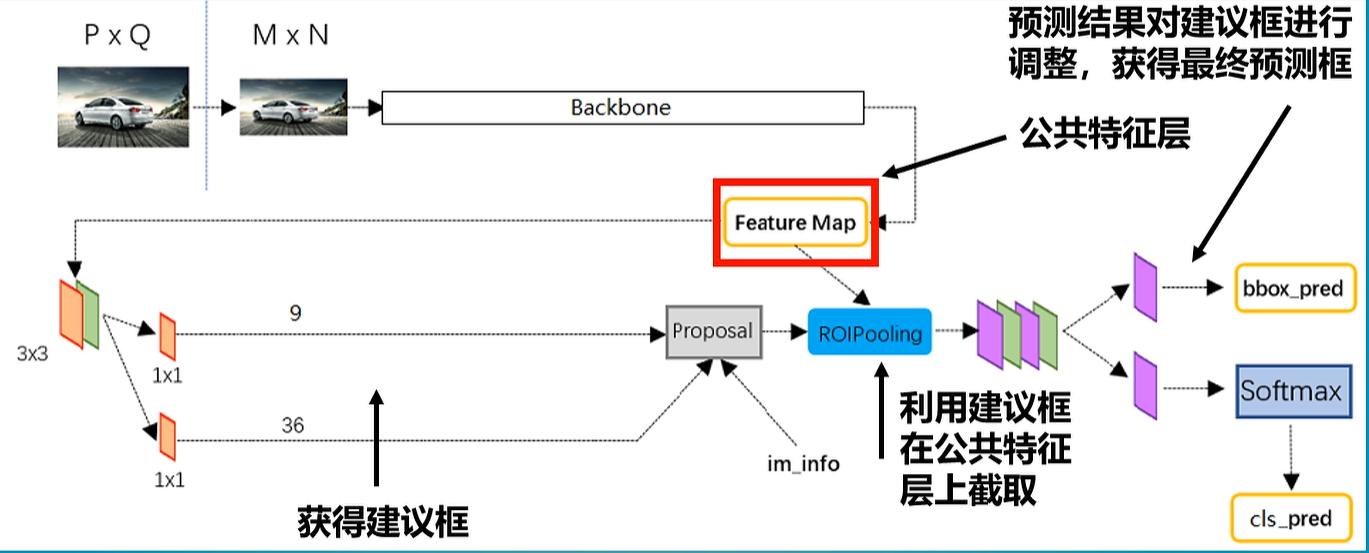 P x Q
M x N
Backbone
预测结果对建议框进行
调整，获得最终预测框
公共特征层
Feature Map
3x3
9
1x1
36
1x1
Proposal
ROIPooling
im_info
获得建议框
利用建议框
在公共特征
层上截取
bbox_pred
Softmax
cls_pred